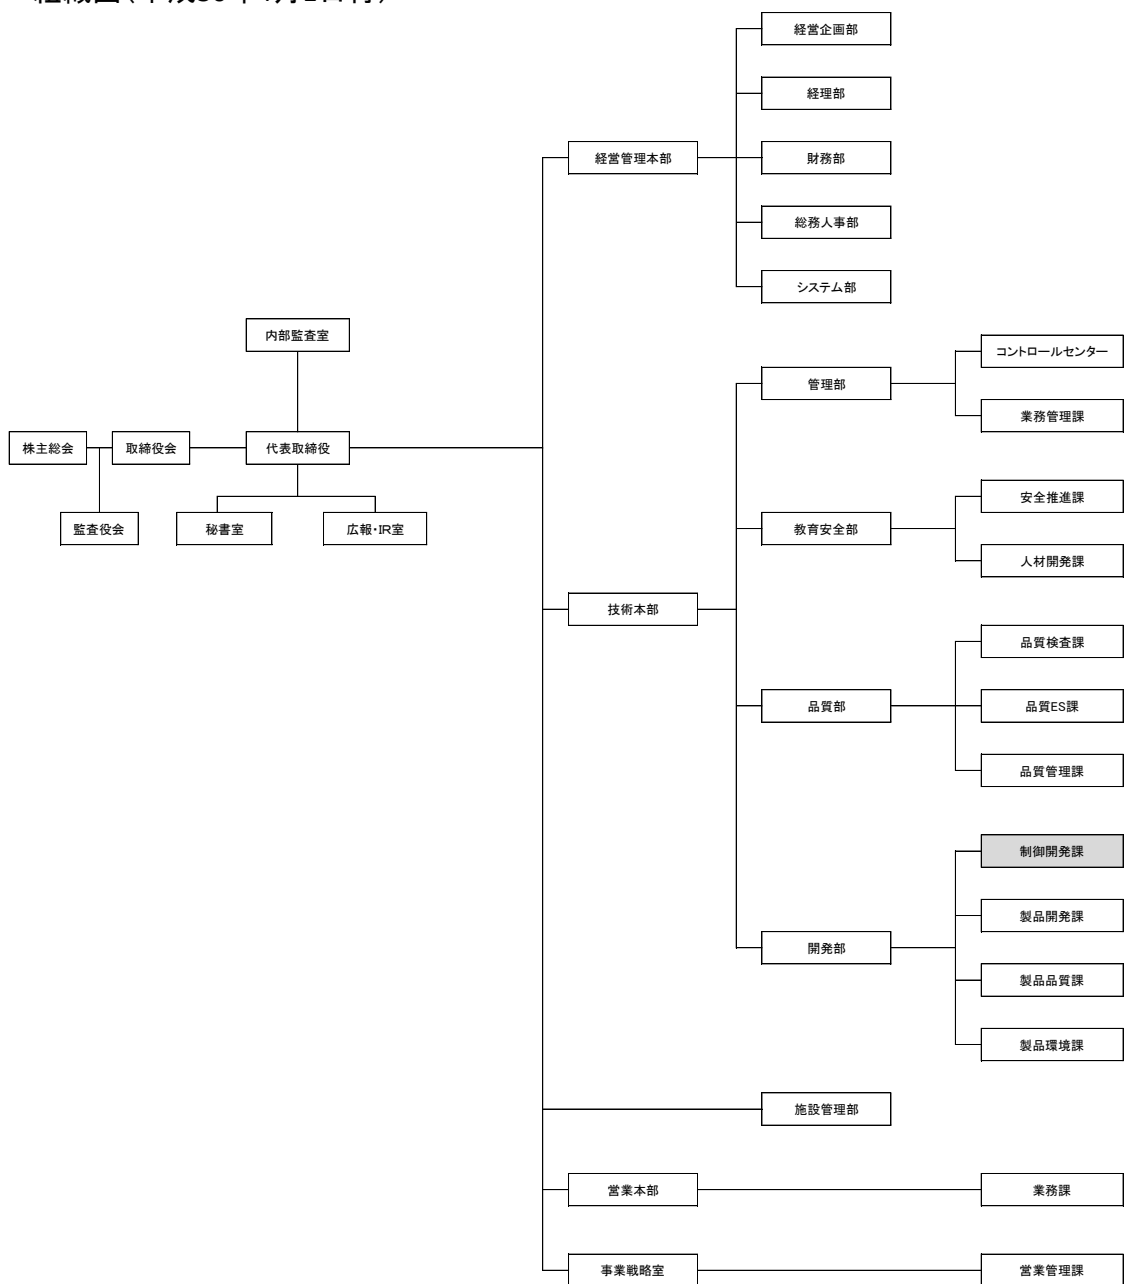 経営企画部
経理部
経営管理本部
財務部
総務人事部
システム部
内部監査室
コントロールセンター
管理部
業務管理課
株主総会
取締役会
代表取締役
監査役会
秘書室
広報・IR室
安全推進課
教育安全部
人材開発課
技術本部
品質検査課
品質部
品質ES課
品質管理課
制御開発課
製品開発課
開発部
製品品質課
製品環境課
施設管理部
営業本部
業務課
事業戦略室
営業管理課